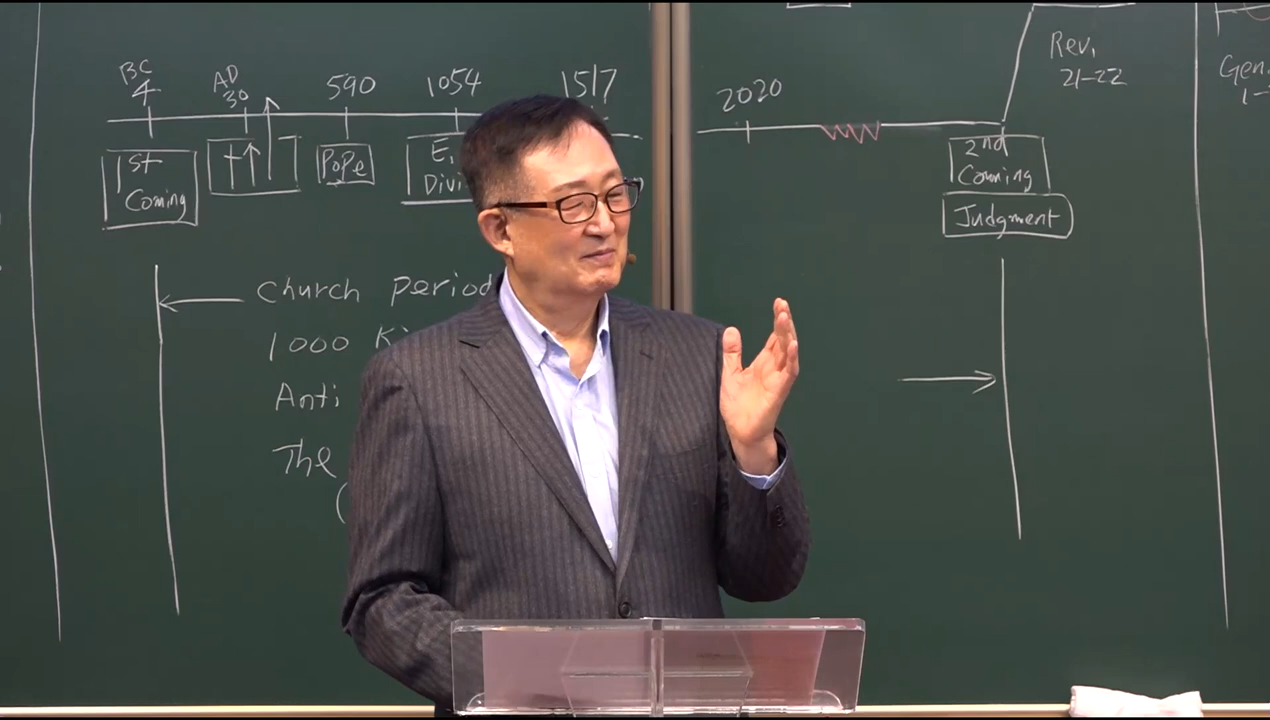 BC
4
AD
30
590
1054
1517
2020
Rev.
21-22
Gen.
1st
Coming
Pope
E.
Divi
2nd
Coming
Judgment
church period
1000 Ki
Anti
The
(